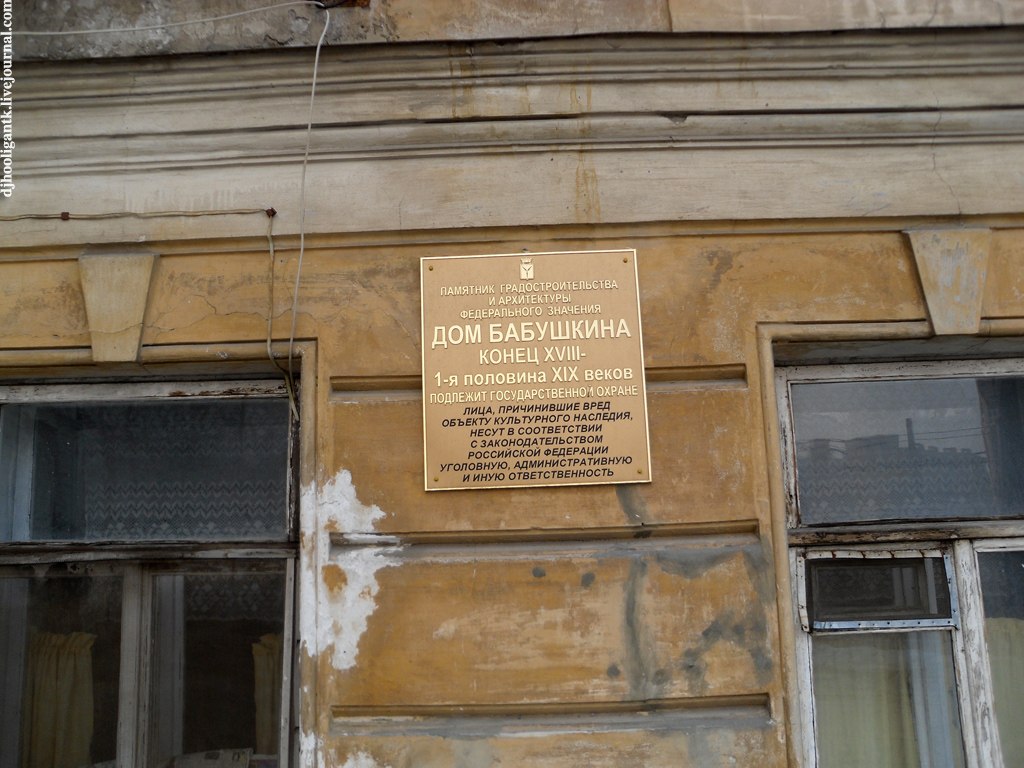 djhooligantk.livejournal.com
ПАМЯТНИК ГРАДОСТРОИТЕЛЬСТВА
И АРХИТЕКТУРЫ
ФЕДЕРАЛЬНОГО ЗНАЧЕНИЯ
ДОМ БАБУШКИНА
КОНЕЦ XVIII-
1-я половина XIX веков
ПОДЛЕЖИТ ГОСУДАРСТВЕННОЙ ОХРАНЕ
ЛИЦА, ПРИЧИНИВШИЕ ВРЕД
ОБЪЕКТУ КУЛЬТУРНОГО НАСЛЕДИЯ,
НЕСУТ В СООТВЕТСТВИИ
С ЗАКОНОДАТЕЛЬСТВОМ
РОССИЙСКОЙ ФЕДЕРАЦИИ
УГОЛОВНУЮ, АДМИНИСТРАТИВНУЮ
И ИНУЮ ОТВЕТСТВЕННОСТЬ